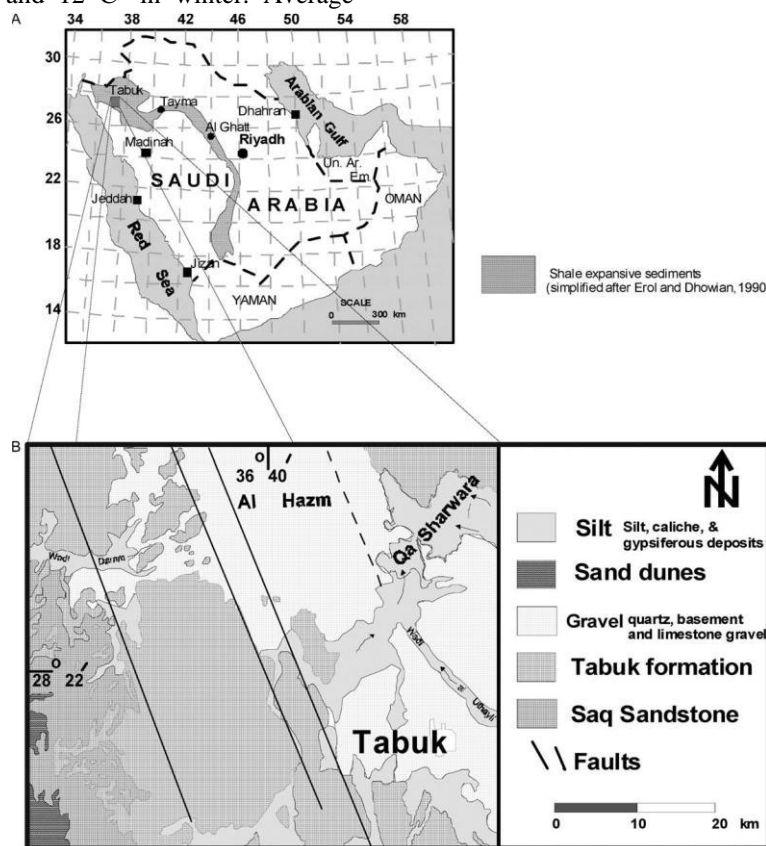 and 12 C in winter. Average
A
34 38 42 46 50 54 58
30
26
22
18
14
Tabuk
Tayma
Al Ghatt
Dhahran
Arabian Gulf
Riyadh
Madinah
Un. Ar.
Em.
SAUDI
ARABIA
OMAN
Jeddah
Red Sea
Jizan
YAMAN
SCALE
0 300 km
Shale expansive sediments
(simplified after Erol and Dhowian, 1990)
B
36 o 40 /
Al Hazm
Qa Sharwara
Wadi
28 o 22 /
Wadi al Uthayli
Tabuk
N
Silt Silt, caliche, &
gypsiferous deposits
Sand dunes
Gravel quartz, basement
and limestone gravel
Tabuk formation
Saq Sandstone
Faults
0 10 20
km